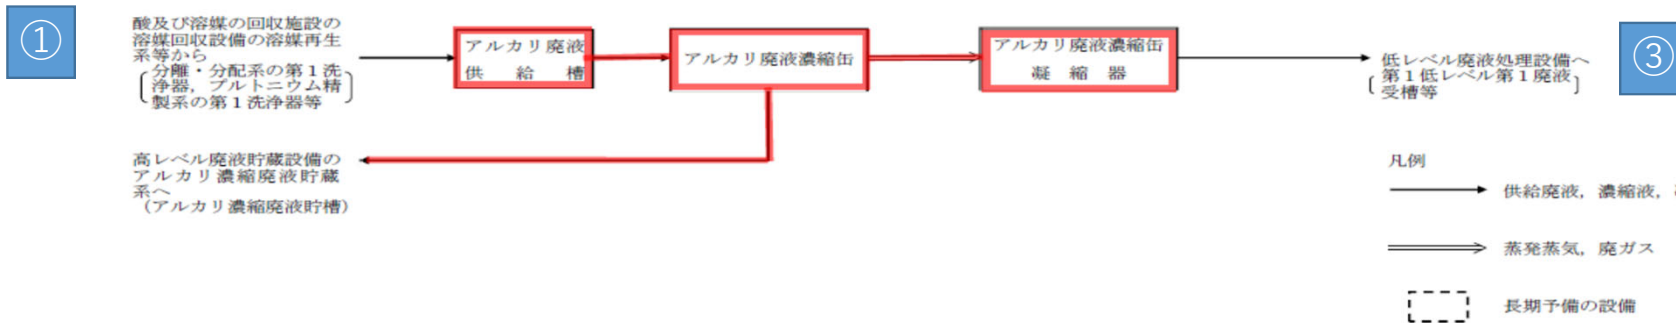 ①
酸及び溶媒の回収施設の
溶媒回収設備の溶媒再生
系等から
分離・分配系の第1洗
浄器，プルトニウム精
製系の第1洗浄器等
アルカリ廃液
供給槽
アルカリ廃液濃縮缶
アルカリ廃液濃縮缶
凝縮器
低レベル廃液処理設備へ
第1低レベル第1廃液
受槽等
③
高レベル廃液貯蔵設備の
アルカリ濃縮廃液貯蔵
系へ
（アルカリ濃縮廃液貯槽）
凡例
供給廃液，濃縮液，
蒸発蒸気，廃ガス
長期予備の設備